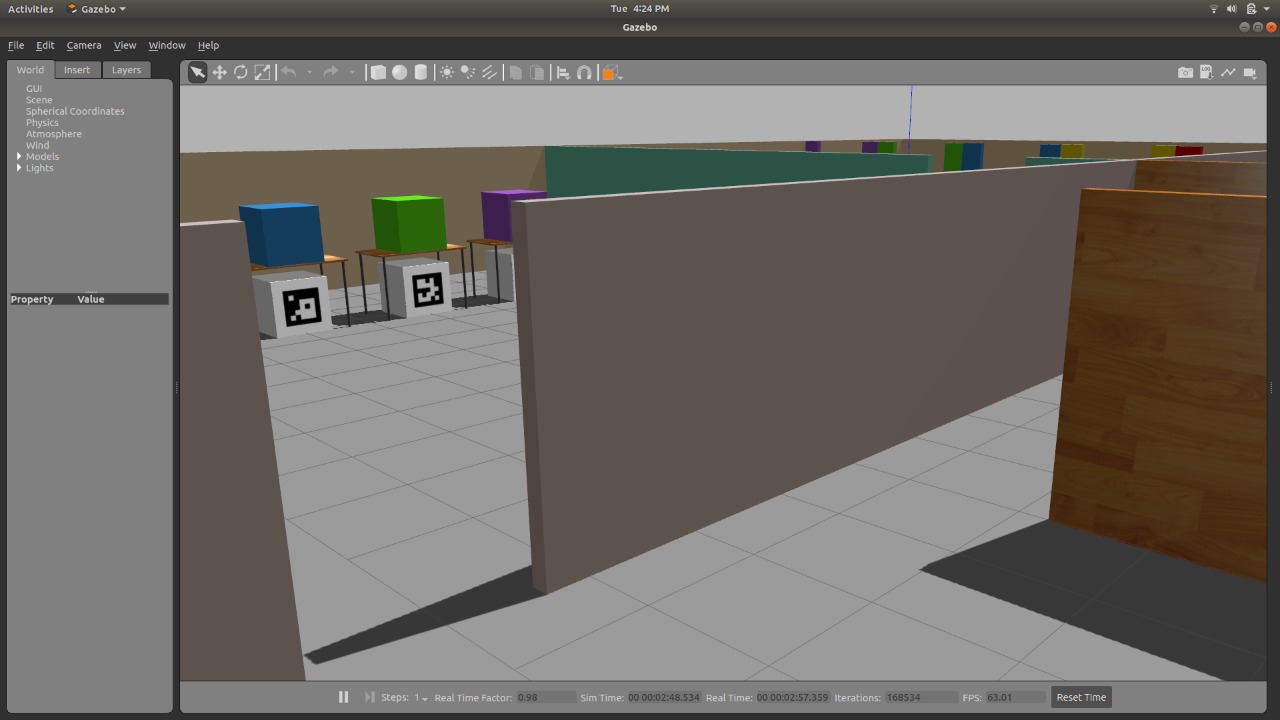 Activities Gazebo Tue 4:24 PM
Gazebo
File Edit Camera View Window Help
World Insert Layers
GUI
Scene
Spherical Coordinates
Physics
Atmosphere
Wind
Models
Lights
Property Value
Steps: 1 Real Time Factor: 0.98 Sim Time: 00 00:02:48.534 Real Time: 00 00:02:57.359 Iterations: 168534 FPS: 63.01 Reset Time